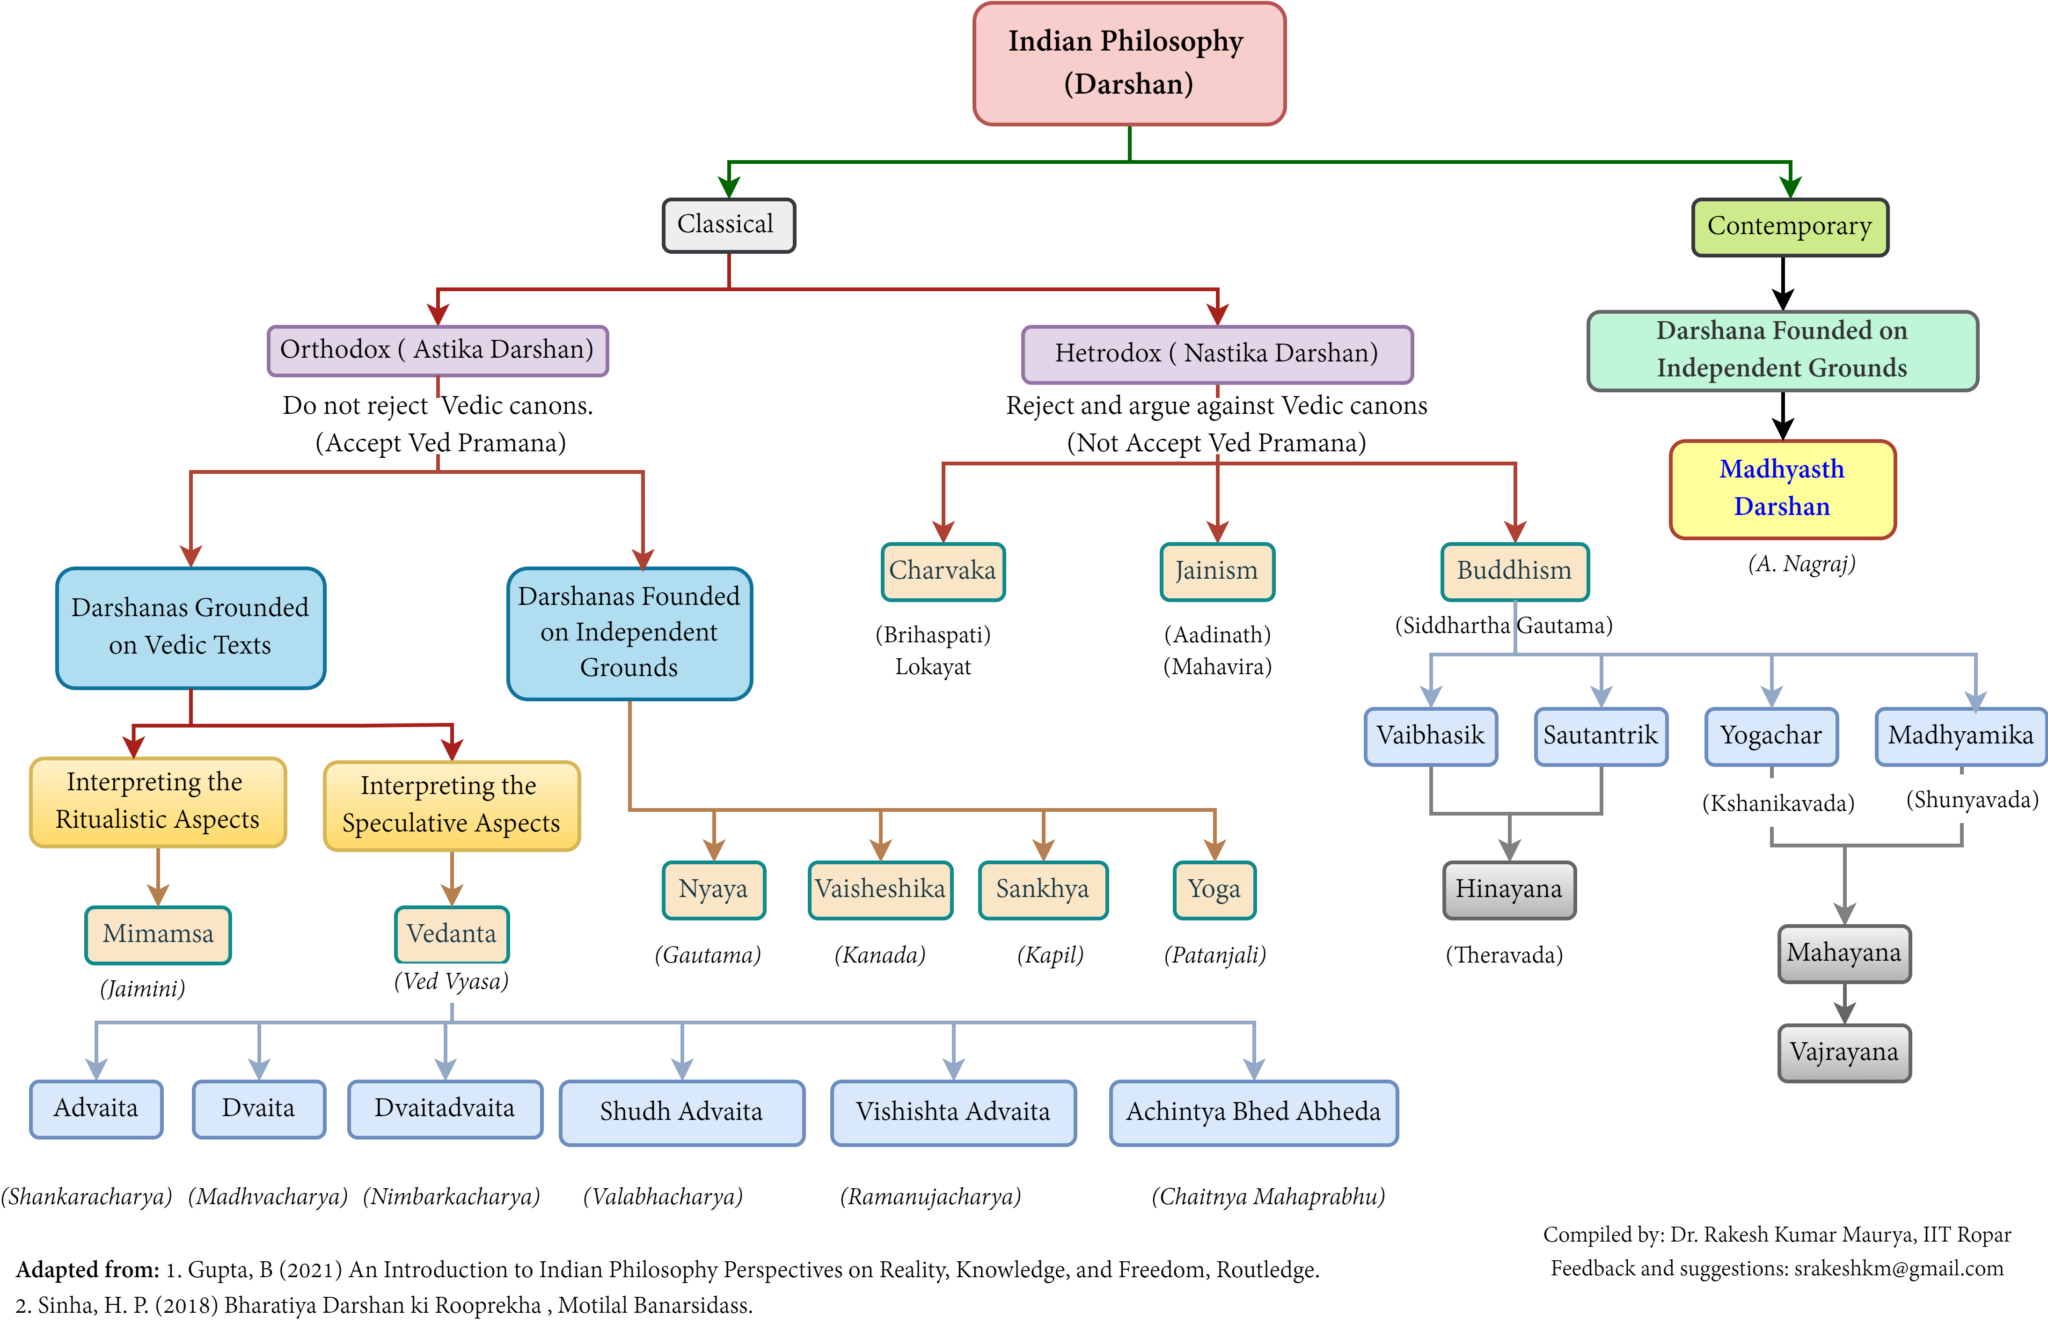 Indian Philosophy
(Darshan)
Classical
Contemporary
Orthodox ( Astika Darshan)
Hetrodox ( Nastika Darshan)
Darshana Founded on
Independent Grounds
Do not reject Vedic canons.
(Accept Ved Pramana)
Reject and argue against Vedic canons
(Not Accept Ved Pramana)
Madhyasth
Darshan
(A. Nagraj)
Darshanas Grounded
on Vedic Texts
Darshanas Founded
on Independent
Grounds
Charvaka
Jainism
Buddhism
(Brihaspati)
Lokayat
(Aadinath)
(Mahavira)
(Siddhartha Gautama)
Vaibhasik
Sautantrik
Yogachar
Madhyamika
(Kshanikavada)
(Shunyavada)
Interpreting the
Ritualistic Aspects
Interpreting the
Speculative Aspects
Nyaya
Vaisheshika
Sankhya
Yoga
Hinayana
(Gautama)
(Kanada)
(Kapil)
(Patanjali)
(Theravada)
Mimamsa
Vedanta
Mahayana
(Jaimini)
(Ved Vyasa)
Vajrayana
Advaita
Dvaita
Dvaitadvaita
Shudh Advaita
Vishishta Advaita
Achintya Bhed Abheda
(Shankaracharya)
(Madhvacharya)
(Nimbarkacharya)
(Valabhacharya)
(Ramanujacharya)
(Chaitnya Mahaprabhu)
Compiled by: Dr. Rakesh Kumar Maurya, IIT Ropar
Feedback and suggestions: srakeshkm@gmail.com
Adapted from: 1. Gupta, B (2021) An Introduction to Indian Philosophy Perspectives on Reality, Knowledge, and Freedom, Routledge.
2. Sinha, H. P. (2018) Bharatiya Darshan ki Rooprekha , Motilal Banarsidass.